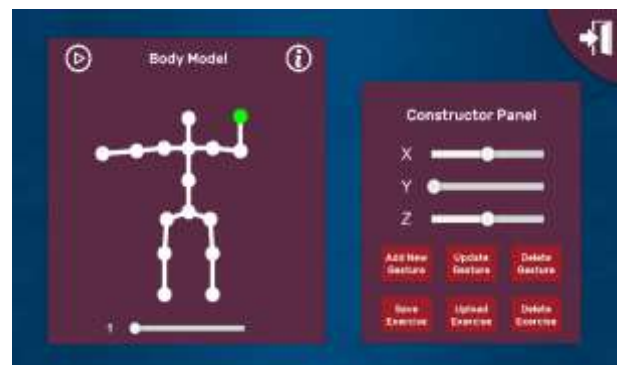 Body Model
i
1
Constructor Panel
X
Y
Z
Add New
Gesture
Update
Gesture
Delete
Gesture
Save
Exercise
Upload
Exercise
Delete
Exercise